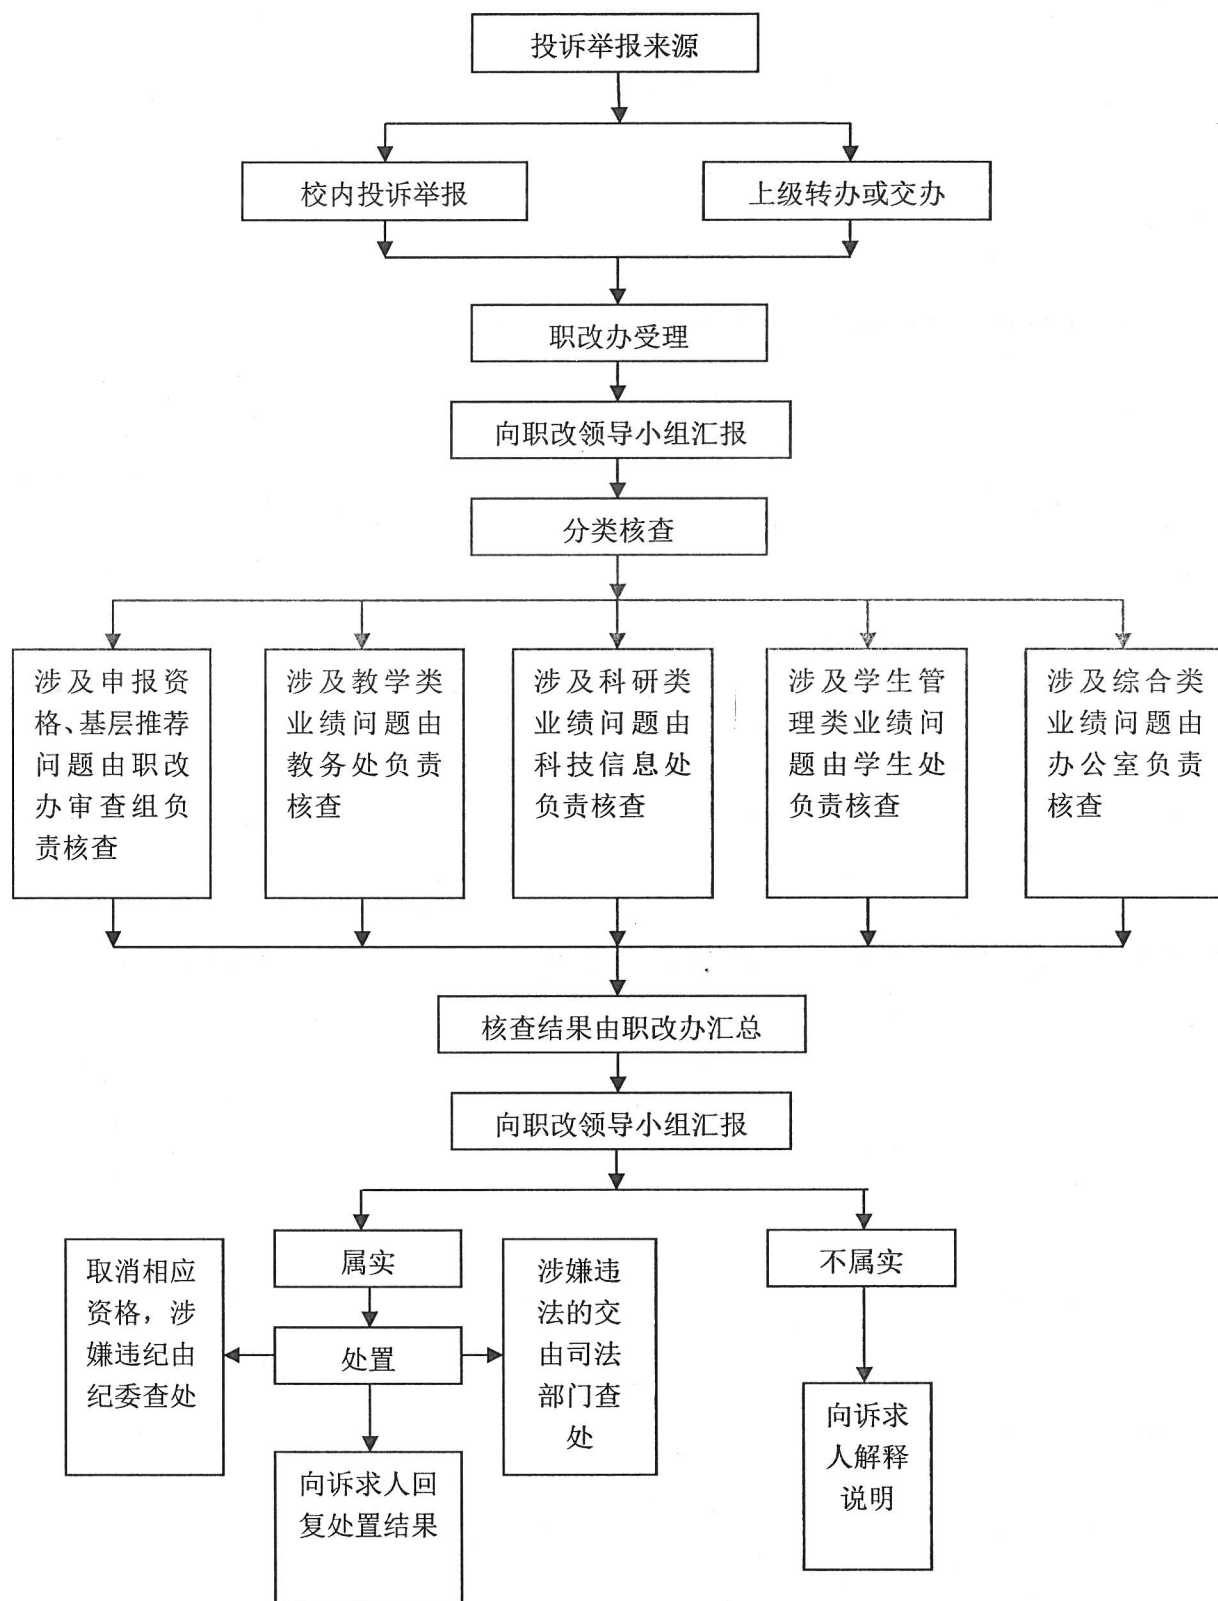 投诉举报来源
校内投诉举报
上级转办或交办
职改办受理
向职改领导小组汇报
分类核查
涉及申报资
格、基层推荐
问题由职改
办审查组负
责核查
涉及教学类
业绩问题由
教务处负责
核查
涉及科研类
业绩问题由
科技信息处
负责核查
涉及学生管
理类业绩问
题由学生处
负责核查
涉及综合类
业绩问题由
办公室负责
核查
核查结果由职改办汇总
向职改领导小组汇报
属实
不属实
取消相应
资格，涉
嫌违纪由
纪委查处
处置
涉嫌违
法的交
由司法
部门查
处
向诉求人回
复处置结果
向诉求
人解释
说明